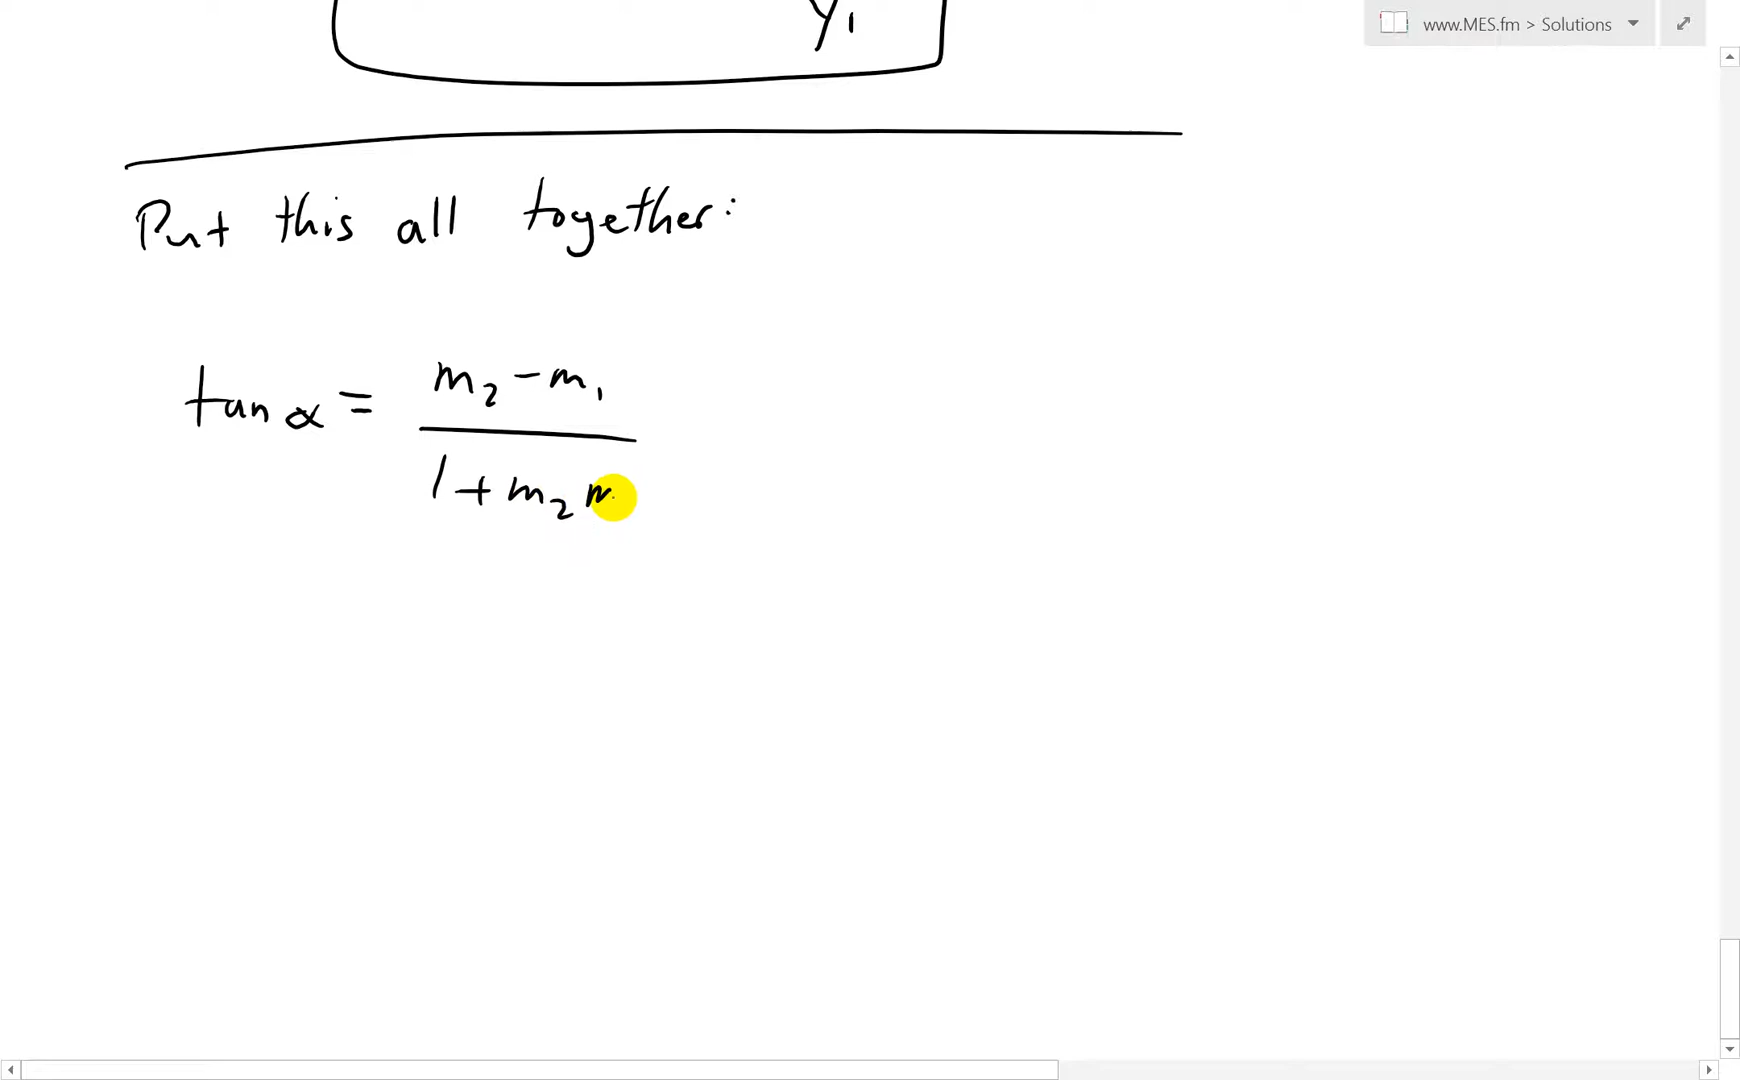 y₁
www.MES.fm > Solutions
Put this all together:
tan α = (m₂ - m₁) / (1 + m₂ m